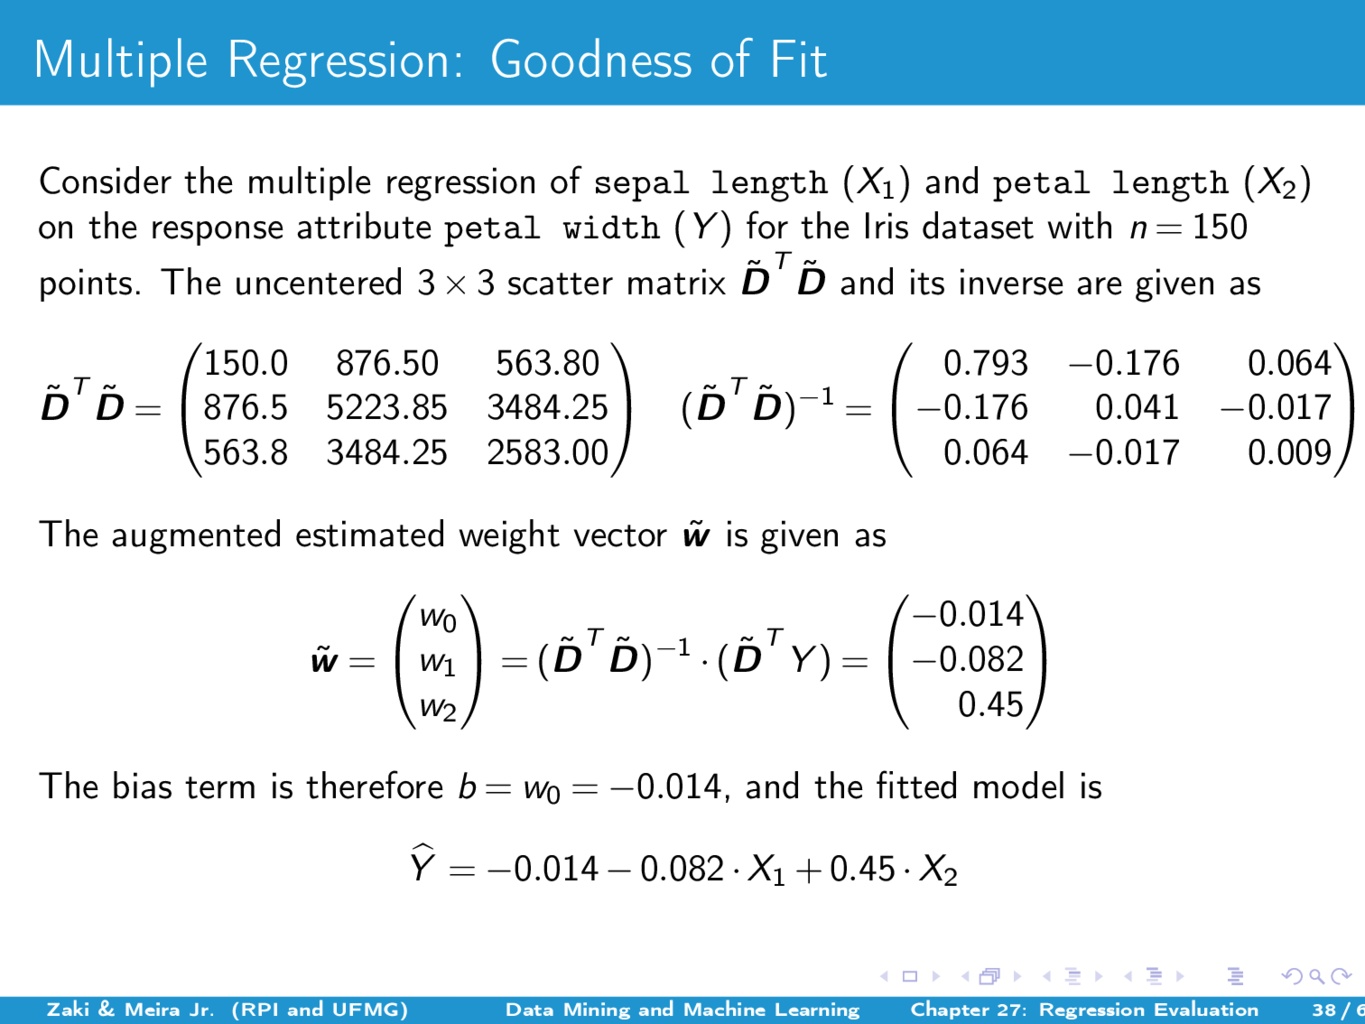 Multiple Regression: Goodness of Fit
Consider the multiple regression of sepal length (X₁) and petal length (X₂)
on the response attribute petal width (Y) for the Iris dataset with n = 150
points. The uncentered 3 × 3 scatter matrix D̃ᵀD̃ and its inverse are given as
D̃ᵀD̃ = (150.0 876.50 563.80
876.5 5223.85 3484.25
563.8 3484.25 2583.00) (D̃ᵀD̃)⁻¹ = (0.793 −0.176 0.064
−0.176 0.041 −0.017
0.064 −0.017 0.009)
The augmented estimated weight vector w̃ is given as
w̃ = (w₀
w₁
w₂) = (D̃ᵀD̃)⁻¹ · (D̃ᵀY) = (−0.014
−0.082
0.45)
The bias term is therefore b = w₀ = −0.014, and the fitted model is
Ŷ = −0.014 − 0.082 · X₁ + 0.45 · X₂
Zaki & Meira Jr. (RPI and UFMG) Data Mining and Machine Learning Chapter 27: Regression Evaluation 38 / 6